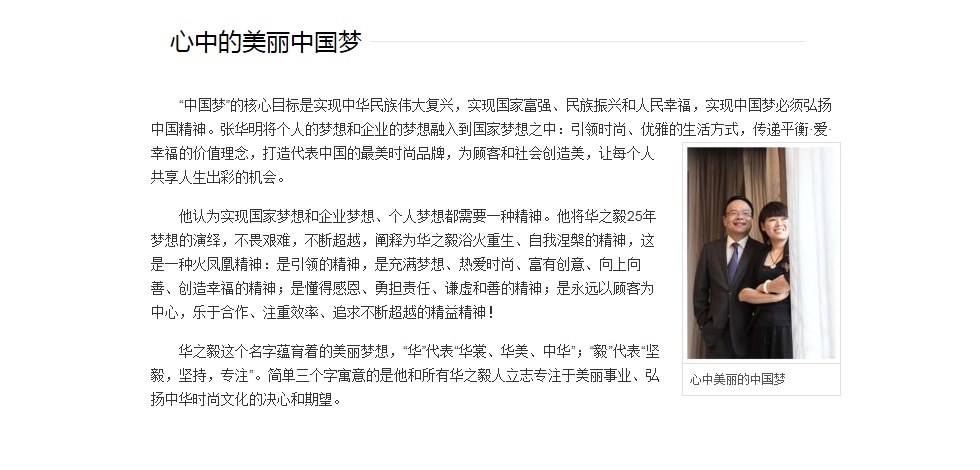 心中的美丽中国梦
“中国梦”的核心目标是实现中华民族伟大复兴，实现国家富强、民族振兴和人民幸福，实现中国梦必须弘扬
中国精神。张华明将个人的梦想和企业的梦想融入到国家梦想之中：引领时尚、优雅的生活方式，传递平衡·爱·
幸福的价值理念，打造代表中国的最美时尚品牌，为顾客和社会创造美，让每个人
共享人生出彩的机会。
他认为实现国家梦想和企业梦想、个人梦想都需要一种精神。他将华之毅25年
梦想的演绎，不畏艰难，不断超越，阐释为华之毅浴火重生、自我涅槃的精神，这
是一种火凤凰精神：是引领的精神，是充满梦想、热爱时尚、富有创意、向上向
善、创造幸福的精神；是懂得感恩、勇担责任、谦虚和善的精神；是永远以顾客为
中心，乐于合作、注重效率、追求不断超越的精益精神！
华之毅这个名字蕴育着的美丽梦想，“华”代表“华裳、华美、中华”；“毅”代表“坚
毅，坚持，专注”。简单三个字寓意的是他和所有华之毅人立志专注于美丽事业、弘
扬中华时尚文化的决心和期望。
心中美丽的中国梦